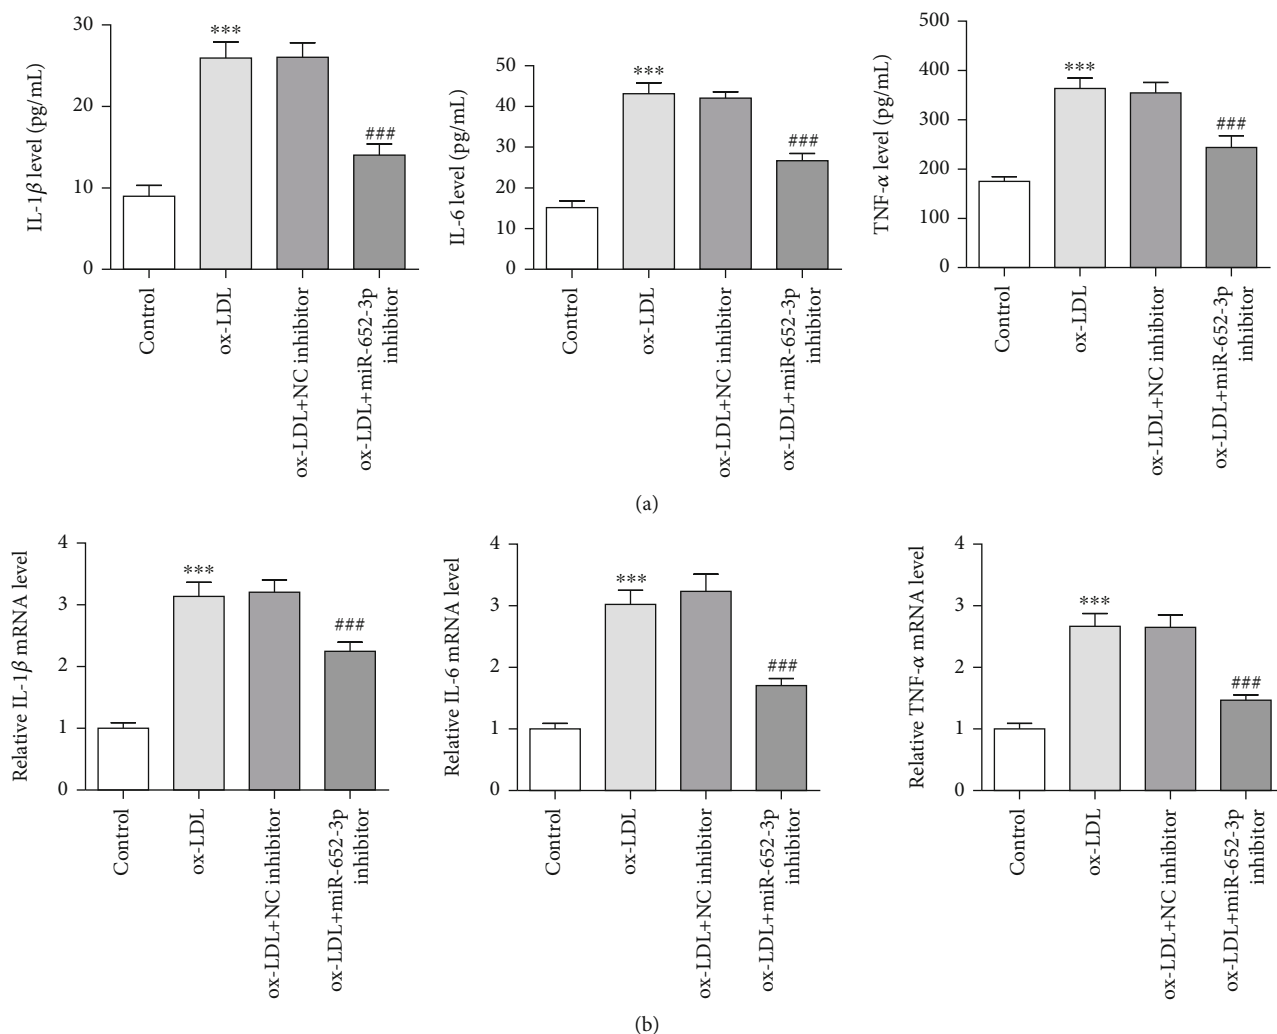 IL-1β level (pg/mL)
30
20
10
0
***
###
Control
ox-LDL
ox-LDL+NC inhibitor
ox-LDL+miR-652-3p
inhibitor
IL-6 level (pg/mL)
50
40
30
20
10
0
***
###
Control
ox-LDL
ox-LDL+NC inhibitor
ox-LDL+miR-652-3p
inhibitor
TNF-α level (pg/mL)
500
400
300
200
100
0
***
###
Control
ox-LDL
ox-LDL+NC inhibitor
ox-LDL+miR-652-3p
inhibitor
(a)
Relative IL-1β mRNA level
4
3
2
1
0
***
###
Control
ox-LDL
ox-LDL+NC inhibitor
ox-LDL+miR-652-3p
inhibitor
Relative IL-6 mRNA level
4
3
2
1
0
***
###
Control
ox-LDL
ox-LDL+NC inhibitor
ox-LDL+miR-652-3p
inhibitor
Relative TNF-α mRNA level
4
3
2
1
0
***
###
Control
ox-LDL
ox-LDL+NC inhibitor
ox-LDL+miR-652-3p
inhibitor
(b)